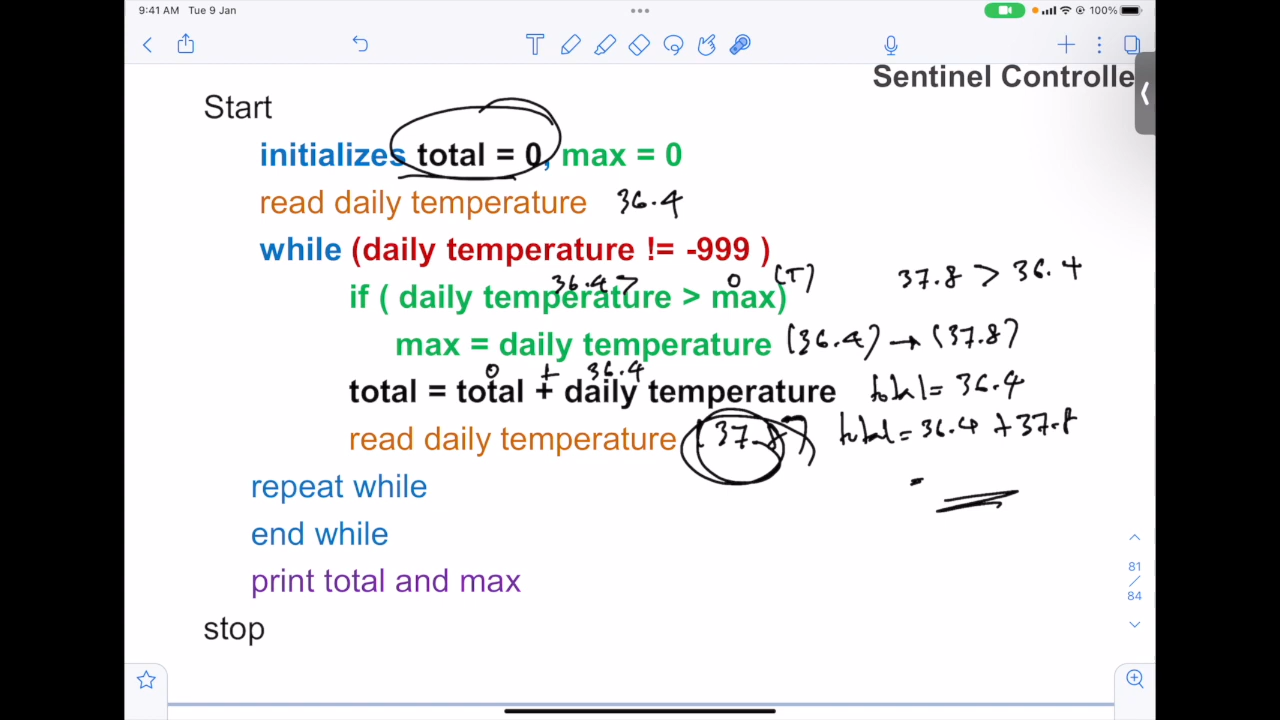 9:41 AM Tue 9 Jan
100%
Sentinel Controlle
Start
initializes total = 0, max = 0
read daily temperature 36.4
while (daily temperature != -999 )
36.4 > 0 (T) 37.8 > 36.4
if ( daily temperature > max)
max = daily temperature (36.4) → (37.8)
0 + 36.4
total = total + daily temperature total = 36.4
read daily temperature (37.8) total = 36.4 + 37.8
=
repeat while
end while
print total and max
stop
81
/
84